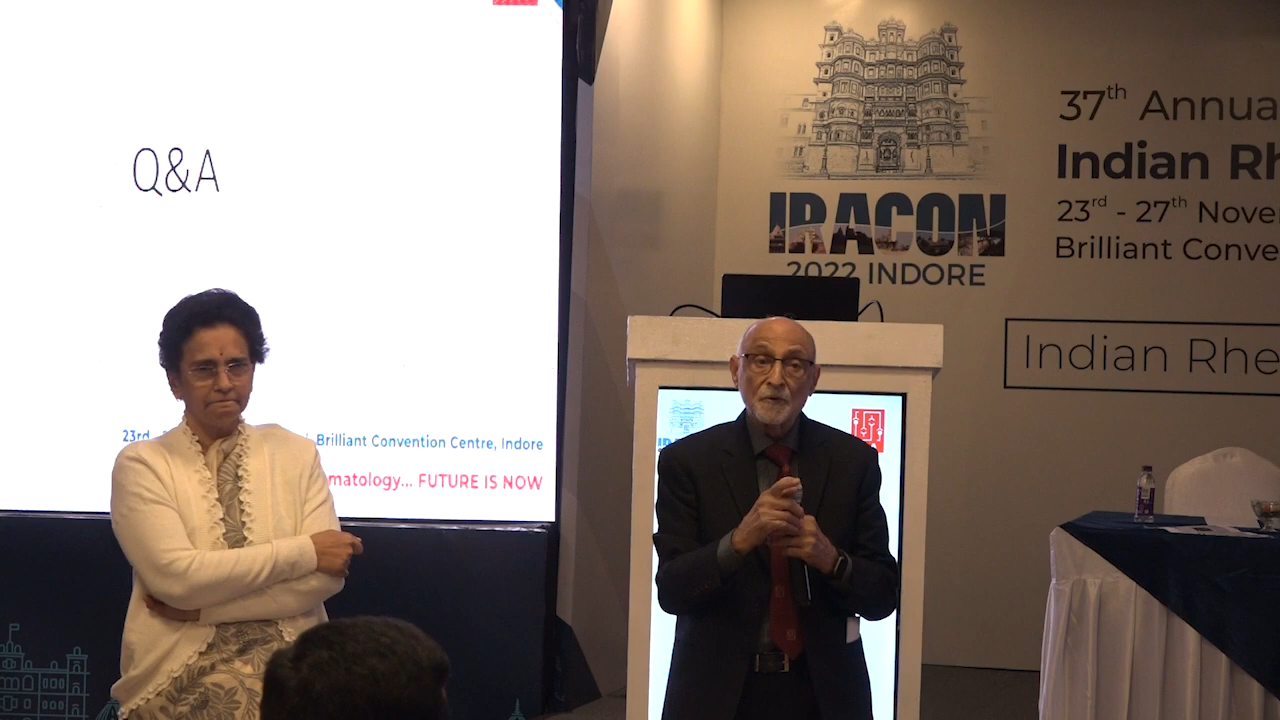 Q&A
23rd
Brilliant Convention Centre, Indore
matology... FUTURE IS NOW
IRACON
2022 INDORE
37th Annua
Indian Rh
23rd - 27th Nove
Brilliant Conve
Indian Rhe